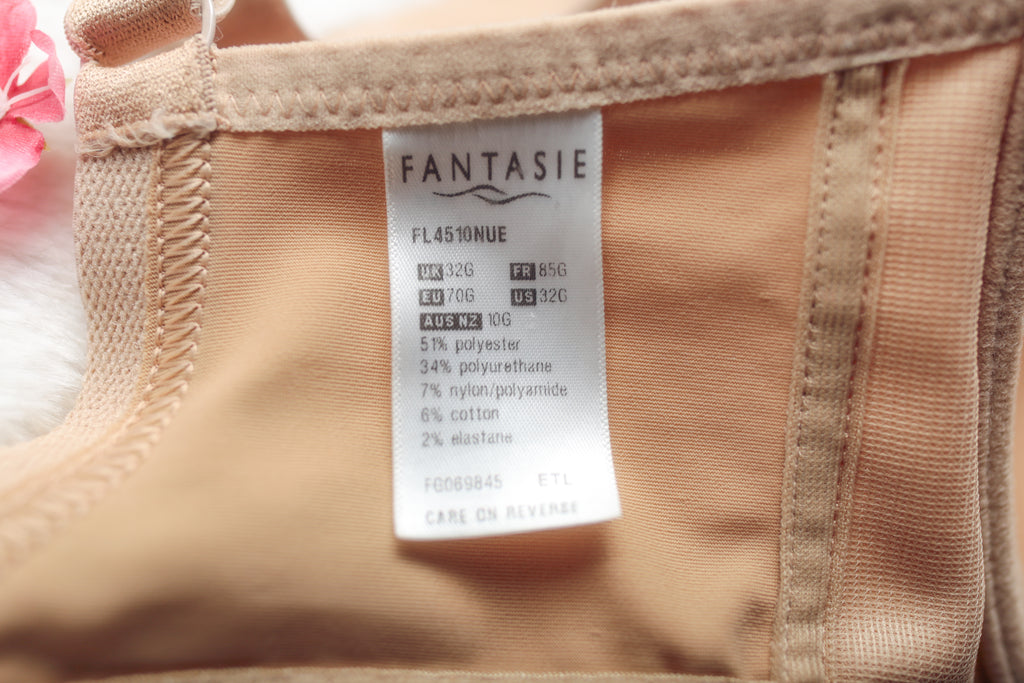 FANTASIE
FL4510NUE
UK 32G FR 85G
EU 70G US 32G
AUS NZ 10G
51% polyester
34% polyurethane
7% nylon/polyamide
6% cotton
2% elastane
FG069845 ETL
CARE ON REVERSE